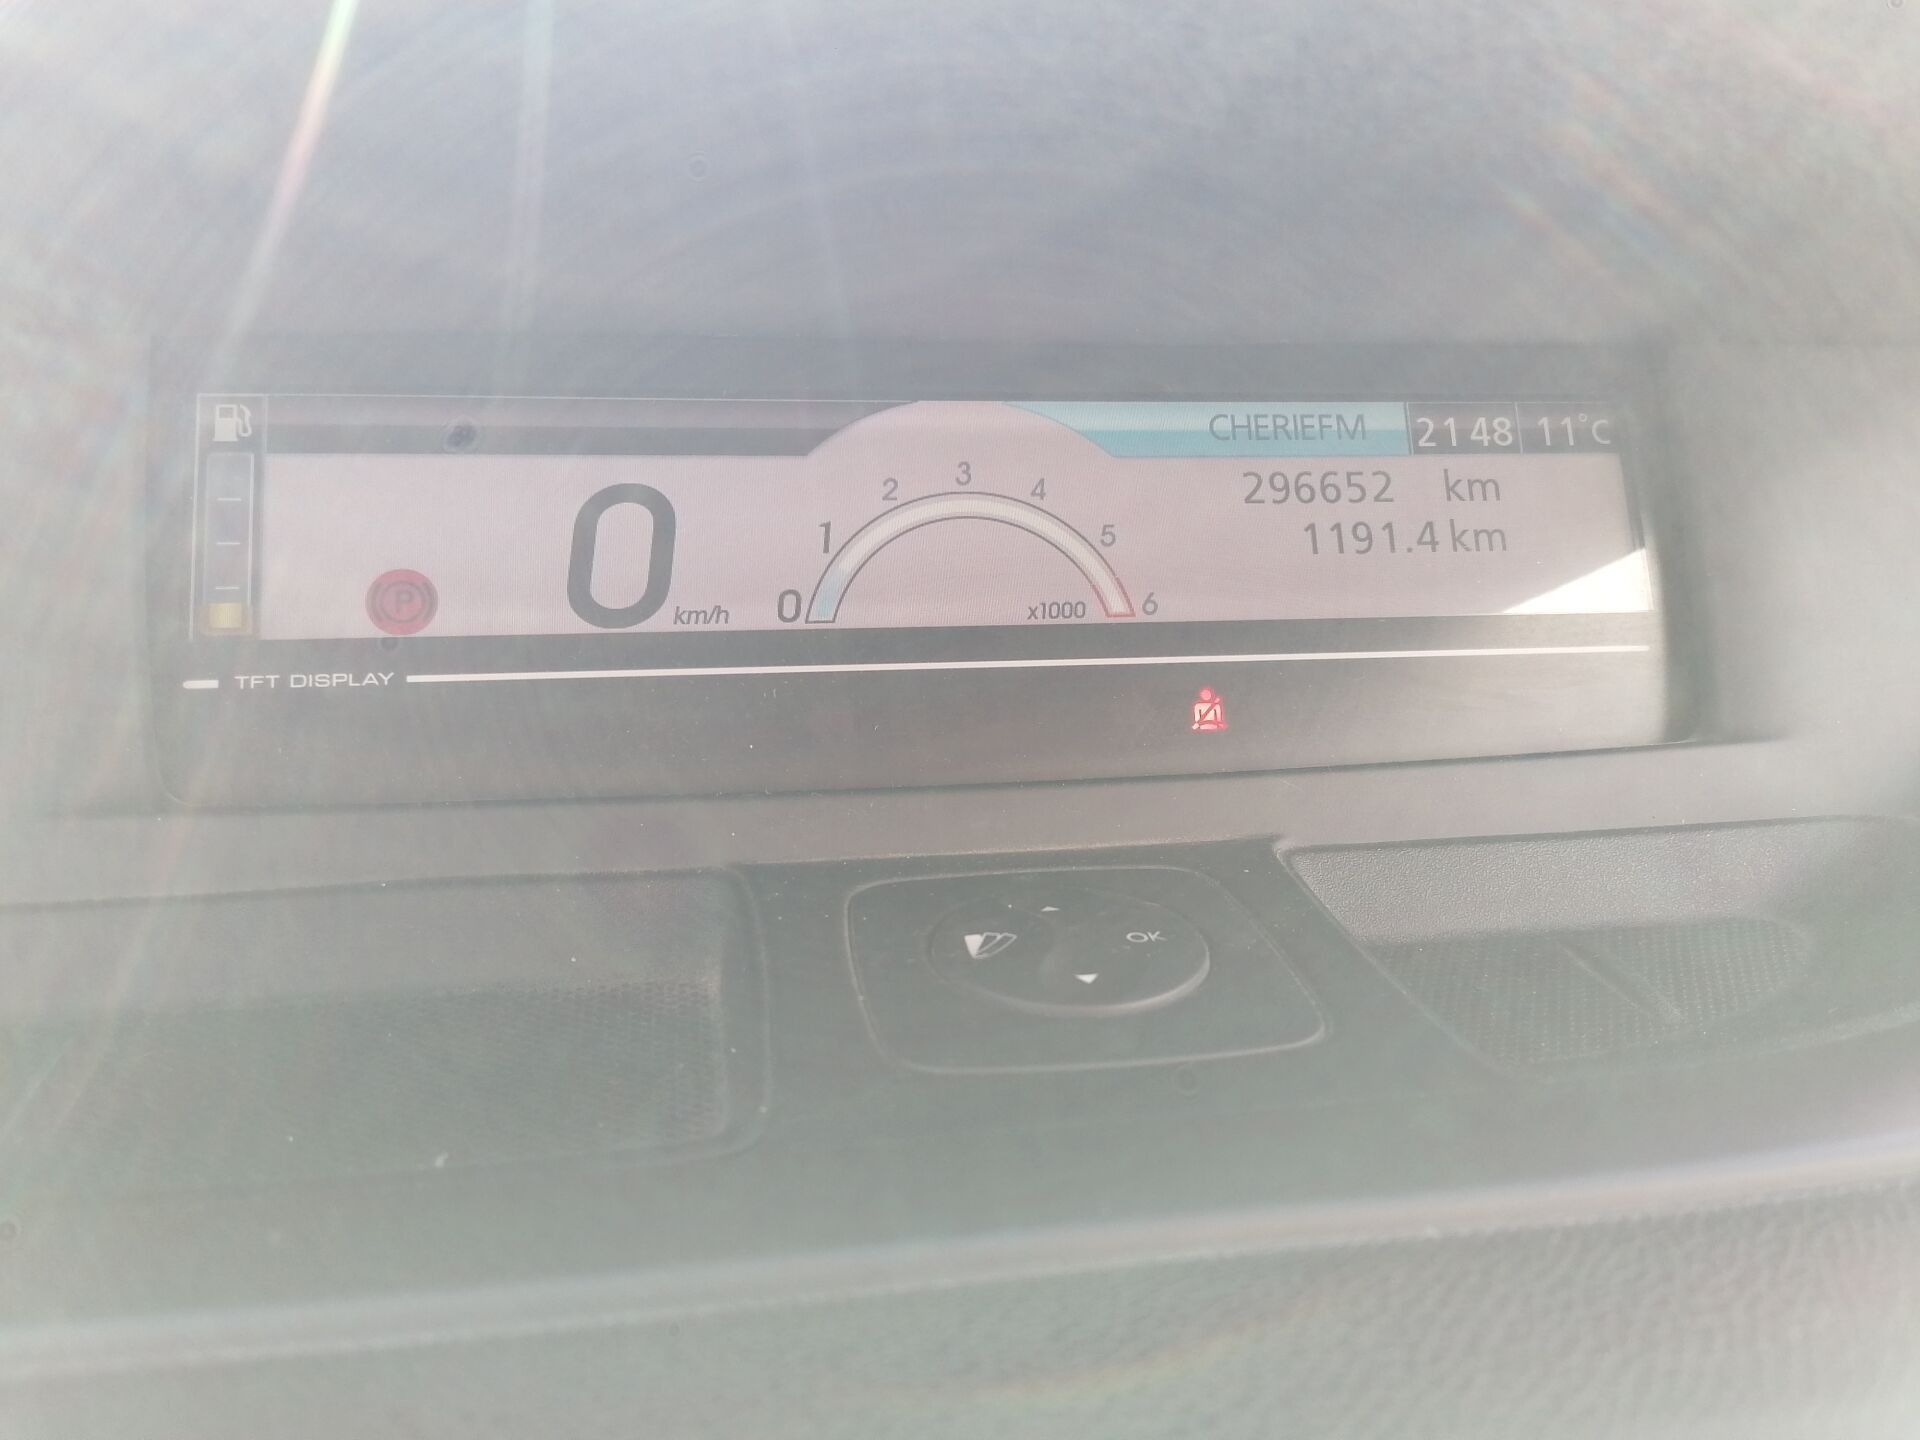 CHERIEFM 21 48 11°C
296652 km
1191.4 km
0 km/h
0 1 2 3 4 5 6
x1000
P
TFT DISPLAY
OK